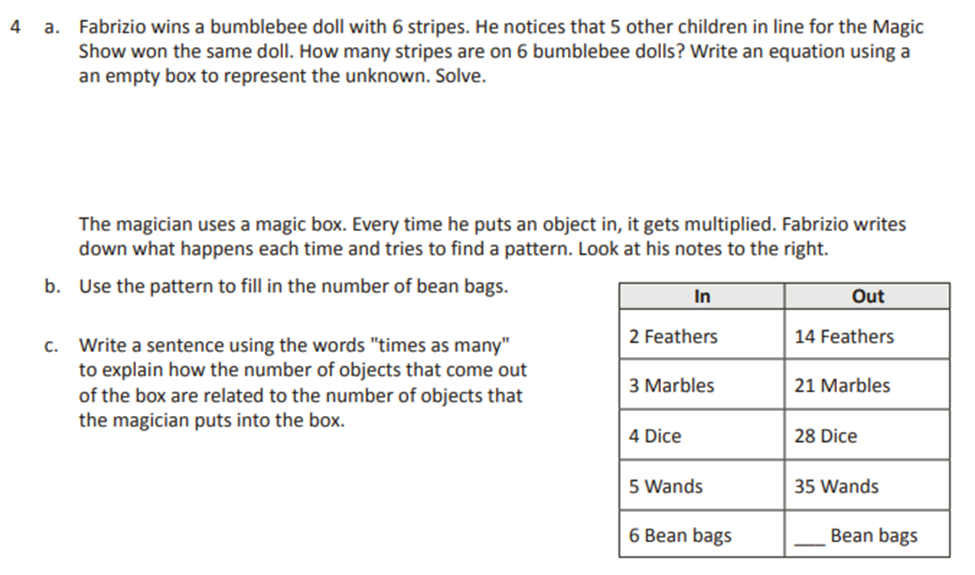 4 a. Fabrizio wins a bumblebee doll with 6 stripes. He notices that 5 other children in line for the Magic
Show won the same doll. How many stripes are on 6 bumblebee dolls? Write an equation using a
an empty box to represent the unknown. Solve.
The magician uses a magic box. Every time he puts an object in, it gets multiplied. Fabrizio writes
down what happens each time and tries to find a pattern. Look at his notes to the right.
b. Use the pattern to fill in the number of bean bags.
c. Write a sentence using the words "times as many"
to explain how the number of objects that come out
of the box are related to the number of objects that
the magician puts into the box.
In Out
2 Feathers 14 Feathers
3 Marbles 21 Marbles
4 Dice 28 Dice
5 Wands 35 Wands
6 Bean bags ___ Bean bags